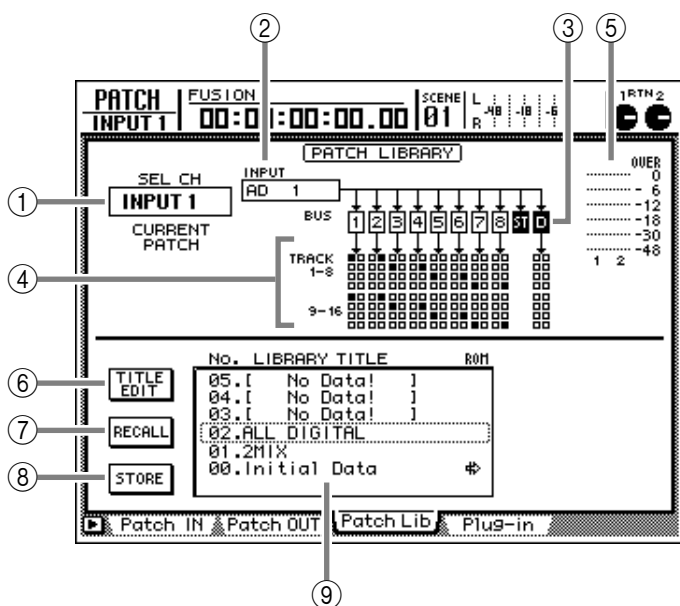 ② ③ ⑤
PATCH FUSION SCENE L -48 -18 -6 1RTN2
INPUT 1 00:00:00:00.00 01 R
PATCH LIBRARY
① SEL CH INPUT OVER
INPUT 1 AD 1 0
CURRENT PATCH BUS 1 2 3 4 5 6 7 8 ST D - 6
-12
-18
-30
-48
1 2
④ TRACK
1-8
9-16
No. LIBRARY TITLE ROM
⑥ TITLE EDIT 05.[ No Data! ]
04.[ No Data! ]
⑦ RECALL 03.[ No Data! ]
02.ALL DIGITAL
01.2MIX
⑧ STORE 00.Initial Data
Patch IN Patch OUT Patch Lib Plug-in
⑨